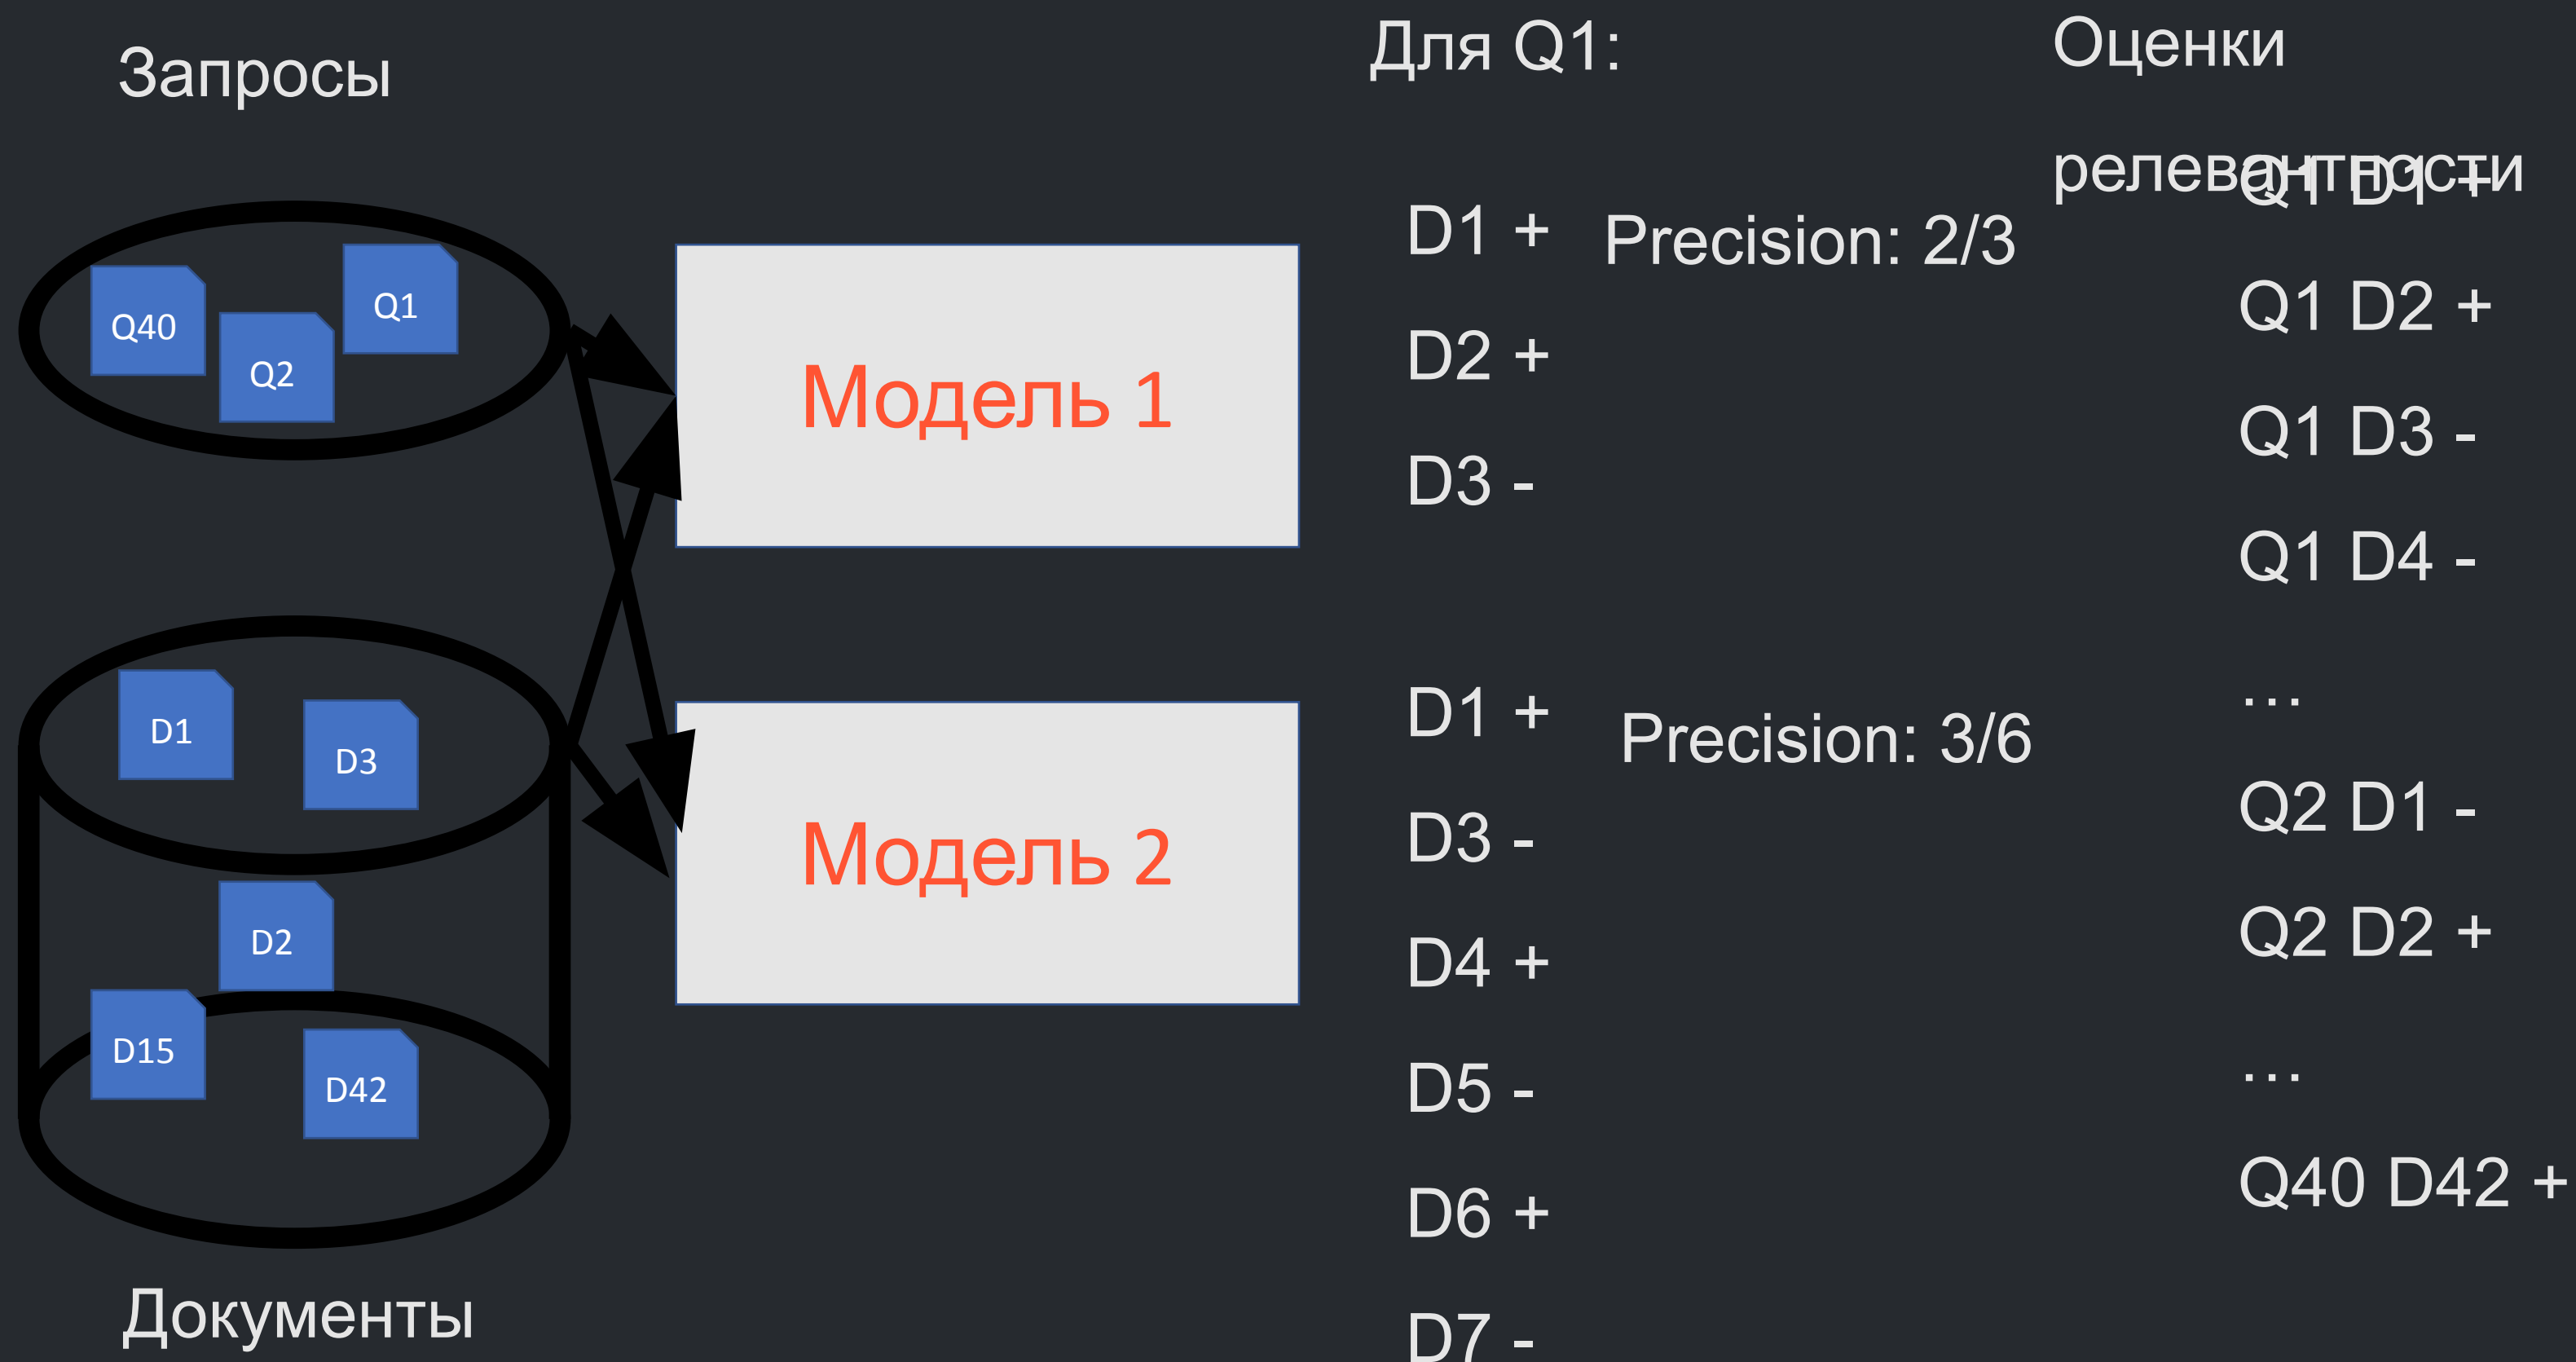 Запросы
Q40
Q2
Q1
D1
D3
D2
D15
D42
Документы
Модель 1
Модель 2
Для Q1:
D1 +
D2 +
D3 -
Precision: 2/3
D1 +
D3 -
D4 +
D5 -
D6 +
D7 -
Precision: 3/6
Оценки
релевантности
Q1 D1 +
Q1 D2 +
Q1 D3 -
Q1 D4 -
…
Q2 D1 -
Q2 D2 +
…
Q40 D42 +